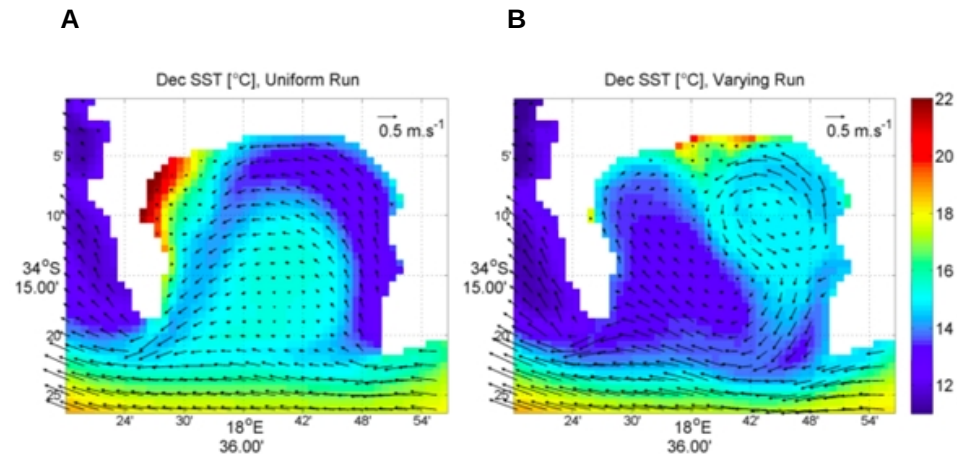 A
B
Dec SST [°C], Uniform Run
Dec SST [°C], Varying Run
0.5 m.s⁻¹
0.5 m.s⁻¹
5'
10'
34°S
15.00'
20'
25'
24'
30'
18°E
36.00'
42'
48'
54'
5'
10'
34°S
15.00'
20'
25'
24'
30'
18°E
36.00'
42'
48'
54'
22
20
18
16
14
12